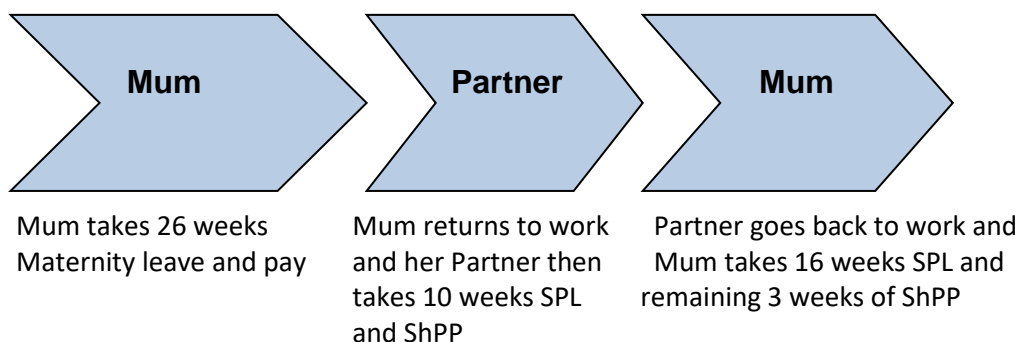 Mum
Partner
Mum
Mum takes 26 weeks
Maternity leave and pay
Mum returns to work
and her Partner then
takes 10 weeks SPL
and ShPP
Partner goes back to work and
Mum takes 16 weeks SPL and
remaining 3 weeks of ShPP